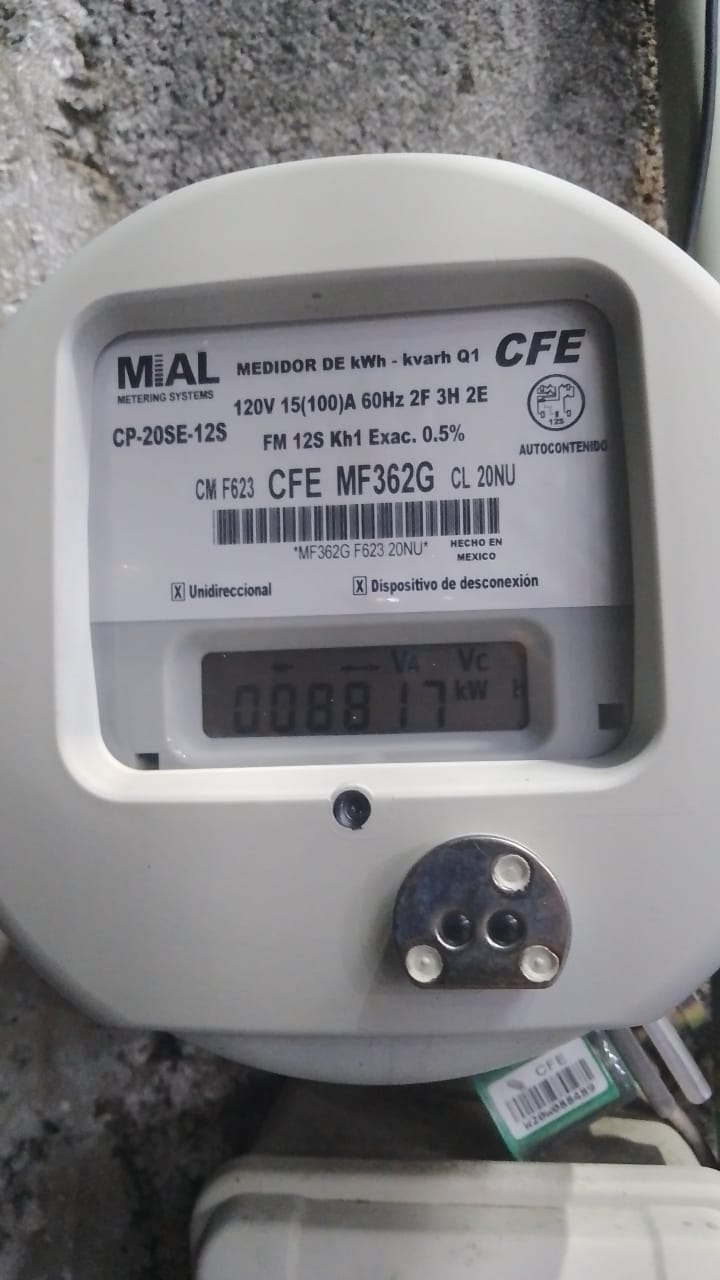 MIAL
METERING SYSTEMS
MEDIDOR DE kWh - kvarh Q1
CFE
120V 15(100)A 60Hz 2F 3H 2E
CP-20SE-12S
FM 12S Kh1 Exac. 0.5%
12S
AUTOCONTENIDO
CM F623 CFE MF362G CL 20NU
*MF362G F623 20NU*
HECHO EN
MEXICO
X Unidireccional
X Dispositivo de desconexión
VA VC
008817 kW h
CFE
W20W088489